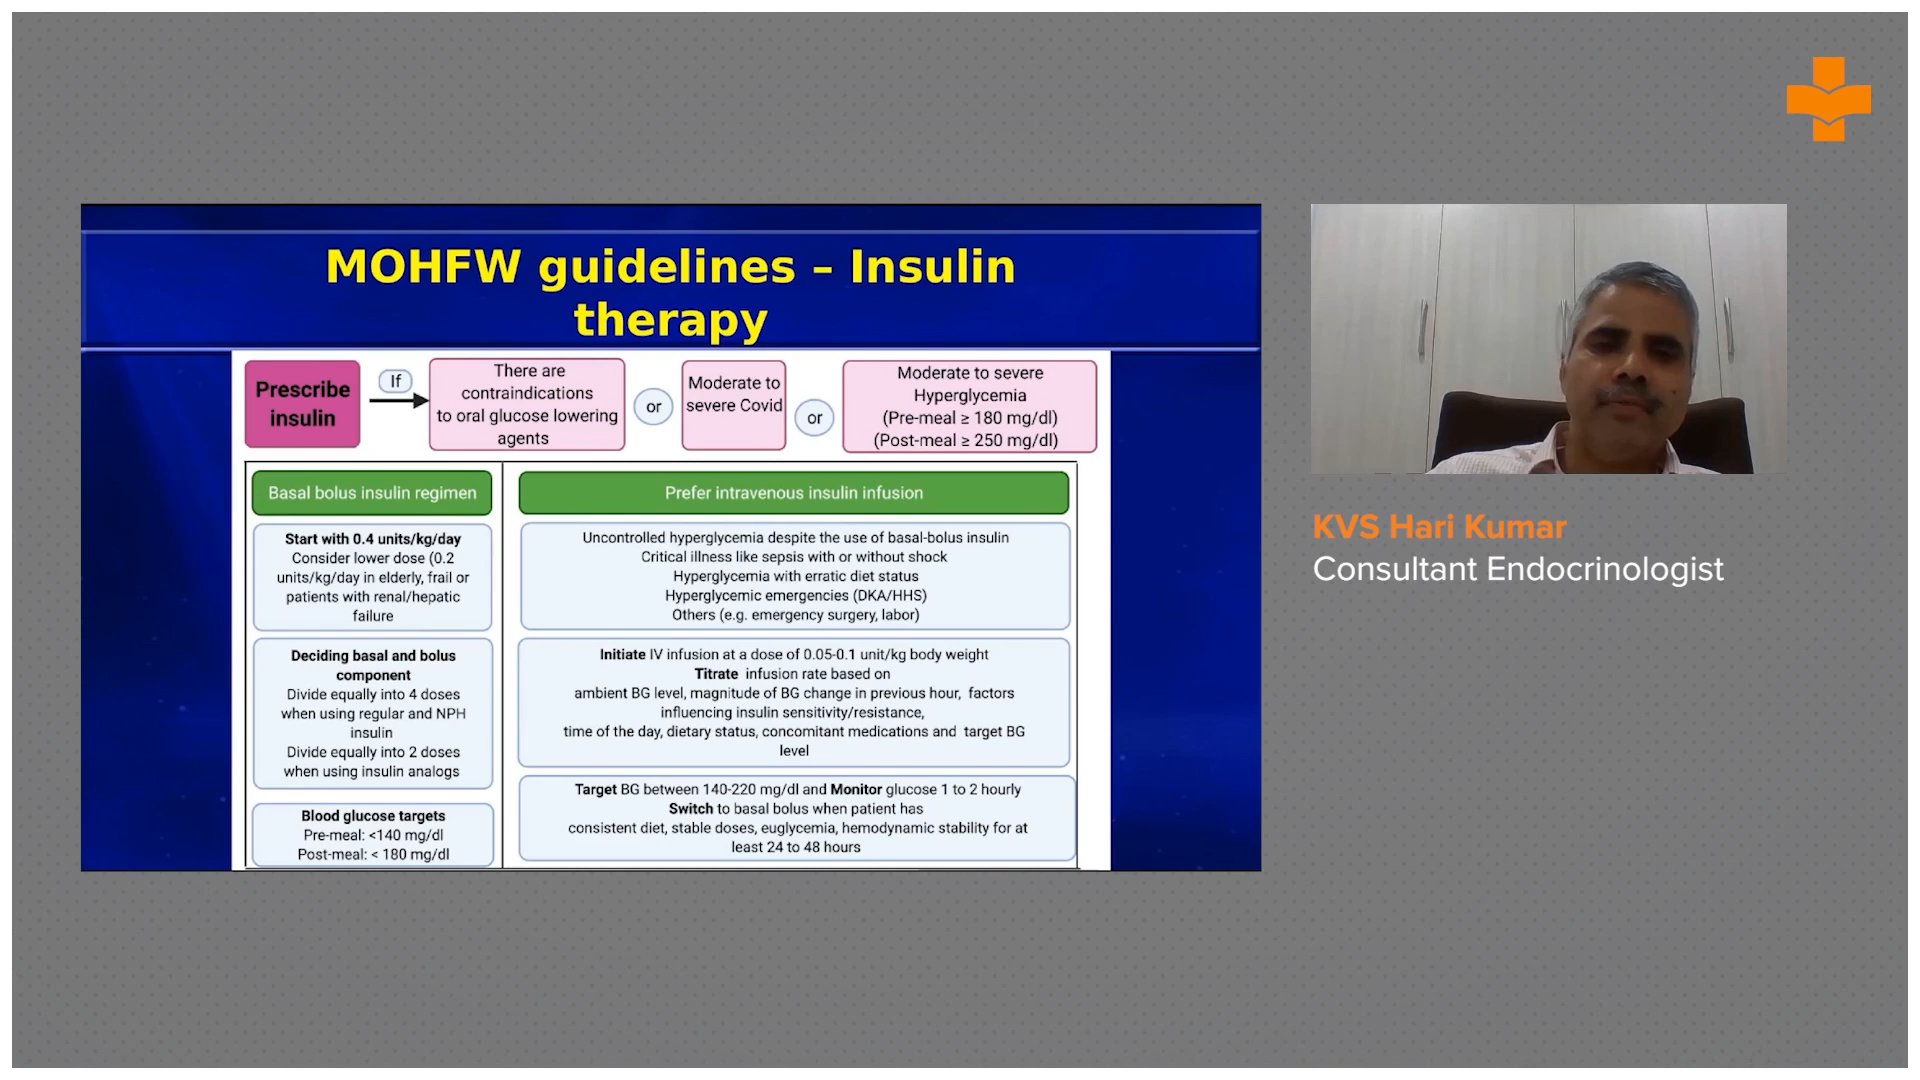 MOHFW guidelines – Insulin
therapy
Prescribe
insulin
If
There are
contraindications
to oral glucose lowering
agents
or
Moderate to
severe Covid
or
Moderate to severe
Hyperglycemia
(Pre-meal ≥ 180 mg/dl)
(Post-meal ≥ 250 mg/dl)
Basal bolus insulin regimen
Start with 0.4 units/kg/day
Consider lower dose (0.2
units/kg/day in elderly, frail or
patients with renal/hepatic
failure
Deciding basal and bolus
component
Divide equally into 4 doses
when using regular and NPH
insulin
Divide equally into 2 doses
when using insulin analogs
Blood glucose targets
Pre-meal: <140 mg/dl
Post-meal: < 180 mg/dl
Prefer intravenous insulin infusion
Uncontrolled hyperglycemia despite the use of basal-bolus insulin
Critical illness like sepsis with or without shock
Hyperglycemia with erratic diet status
Hyperglycemic emergencies (DKA/HHS)
Others (e.g. emergency surgery, labor)
Initiate IV infusion at a dose of 0.05-0.1 unit/kg body weight
Titrate infusion rate based on
ambient BG level, magnitude of BG change in previous hour, factors
influencing insulin sensitivity/resistance,
time of the day, dietary status, concomitant medications and target BG
level
Target BG between 140-220 mg/dl and Monitor glucose 1 to 2 hourly
Switch to basal bolus when patient has
consistent diet, stable doses, euglycemia, hemodynamic stability for at
least 24 to 48 hours
KVS Hari Kumar
Consultant Endocrinologist